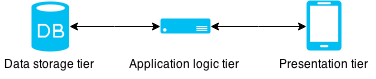 DB
Data storage tier
Application logic tier
Presentation tier